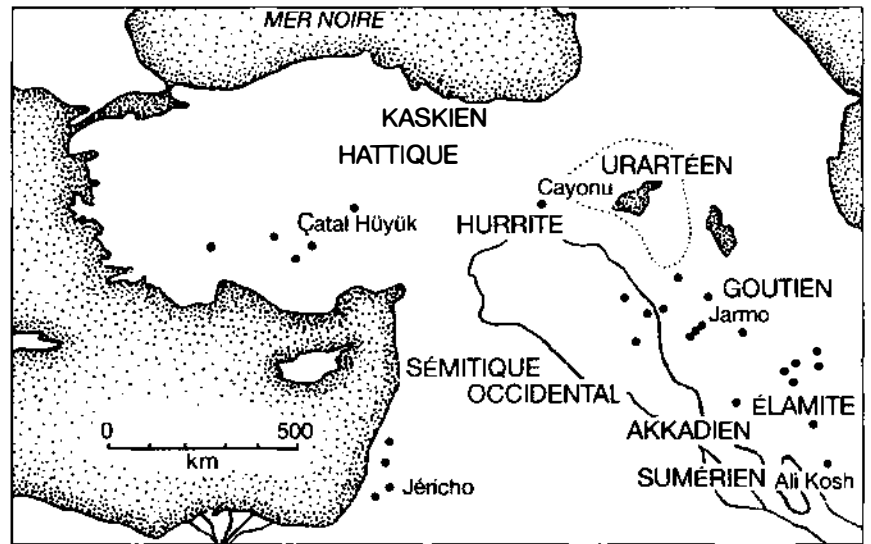 MER NOIRE
KASKIEN
HATTIQUE
URARTÉEN
Cayonu
Çatal Hüyük
HURRITE
GOUTIEN
Jarmo
SÉMITIQUE
OCCIDENTAL
ÉLAMITE
0 500
km
AKKADIEN
SUMÉRIEN
Ali Kosh
Jéricho